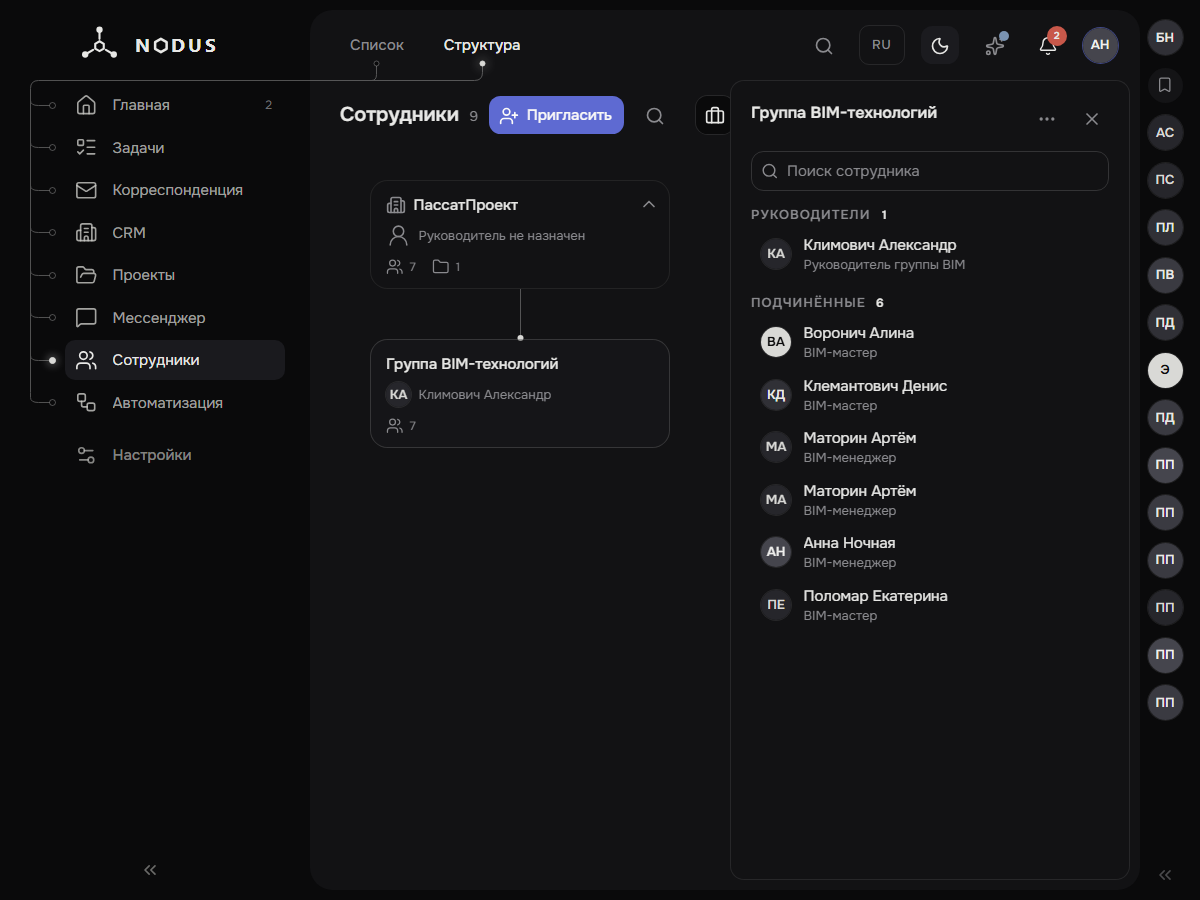 NODUS
Список
Структура
RU
2
АН
БН
Главная
2
Задачи
Корреспонденция
CRM
Проекты
Мессенджер
Сотрудники
Автоматизация
Настройки
Сотрудники 9
Пригласить
ПассатПроект
Руководитель не назначен
7
1
Группа BIM-технологий
КА
Климович Александр
7
Группа BIM-технологий
Поиск сотрудника
РУКОВОДИТЕЛИ 1
КА
Климович Александр
Руководитель группы BIM
ПОДЧИНЁННЫЕ 6
ВА
Воронич Алина
BIM-мастер
КД
Клемантович Денис
BIM-мастер
МА
Маторин Артём
BIM-менеджер
МА
Маторин Артём
BIM-менеджер
АН
Анна Ночная
BIM-менеджер
ПЕ
Поломар Екатерина
BIM-мастер
АС
ПС
ПЛ
ПВ
ПД
Э
ПД
ПП
ПП
ПП
ПП
ПП
ПП